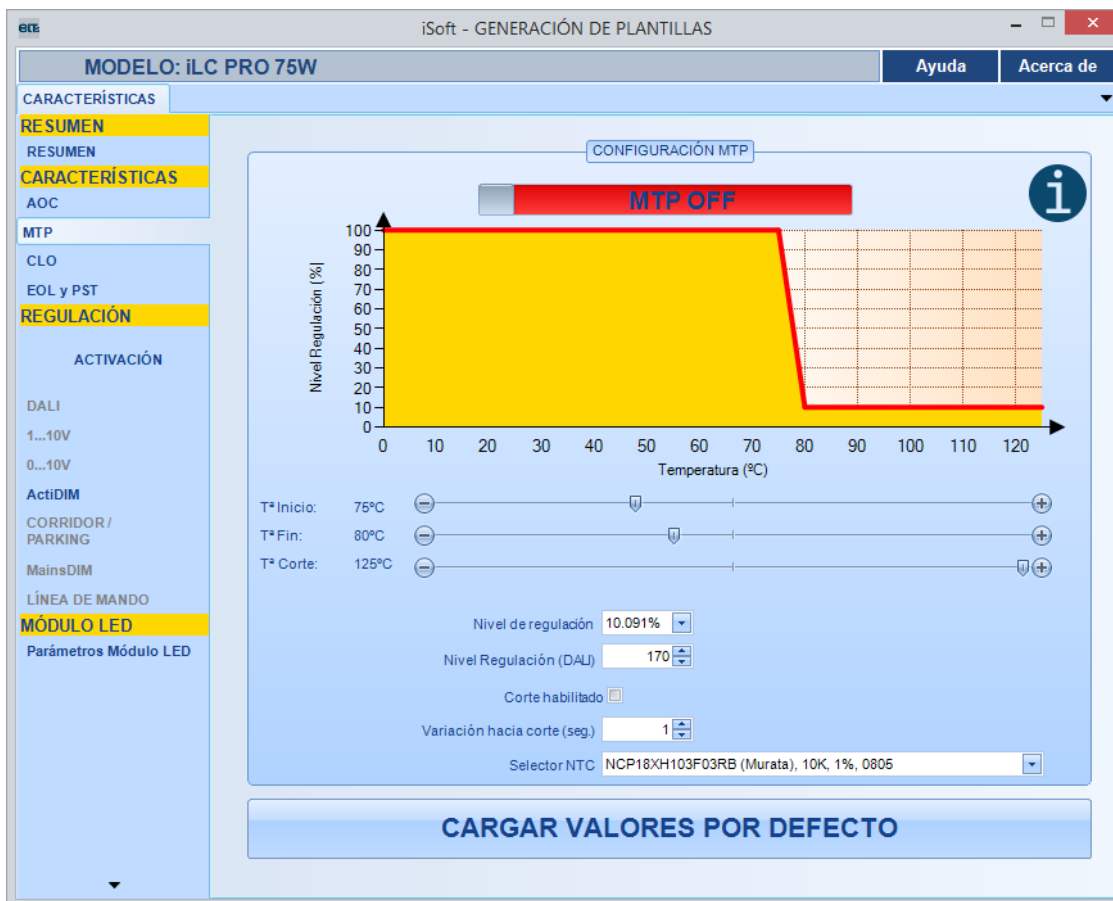 ELT
iSoft - GENERACIÓN DE PLANTILLAS
MODELO: iLC PRO 75W
Ayuda
Acerca de
CARACTERÍSTICAS
RESUMEN
RESUMEN
CARACTERÍSTICAS
AOC
MTP
CLO
EOL y PST
REGULACIÓN
ACTIVACIÓN
DALI
1...10V
0...10V
ActiDIM
CORRIDOR /
PARKING
MainsDIM
LÍNEA DE MANDO
MÓDULO LED
Parámetros Módulo LED
CONFIGURACIÓN MTP
MTP OFF
i
Nivel Regulación (%)
100
90
80
70
60
50
40
30
20
10
0
0 10 20 30 40 50 60 70 80 90 100 110 120
Temperatura (ºC)
Tª Inicio: 75ºC
Tª Fin: 80ºC
Tª Corte: 125ºC
Nivel de regulación 10.091%
Nivel Regulación (DALI) 170
Corte habilitado
Variación hacia corte (seg.) 1
Selector NTC NCP18XH103F03RB (Murata), 10K, 1%, 0805
CARGAR VALORES POR DEFECTO